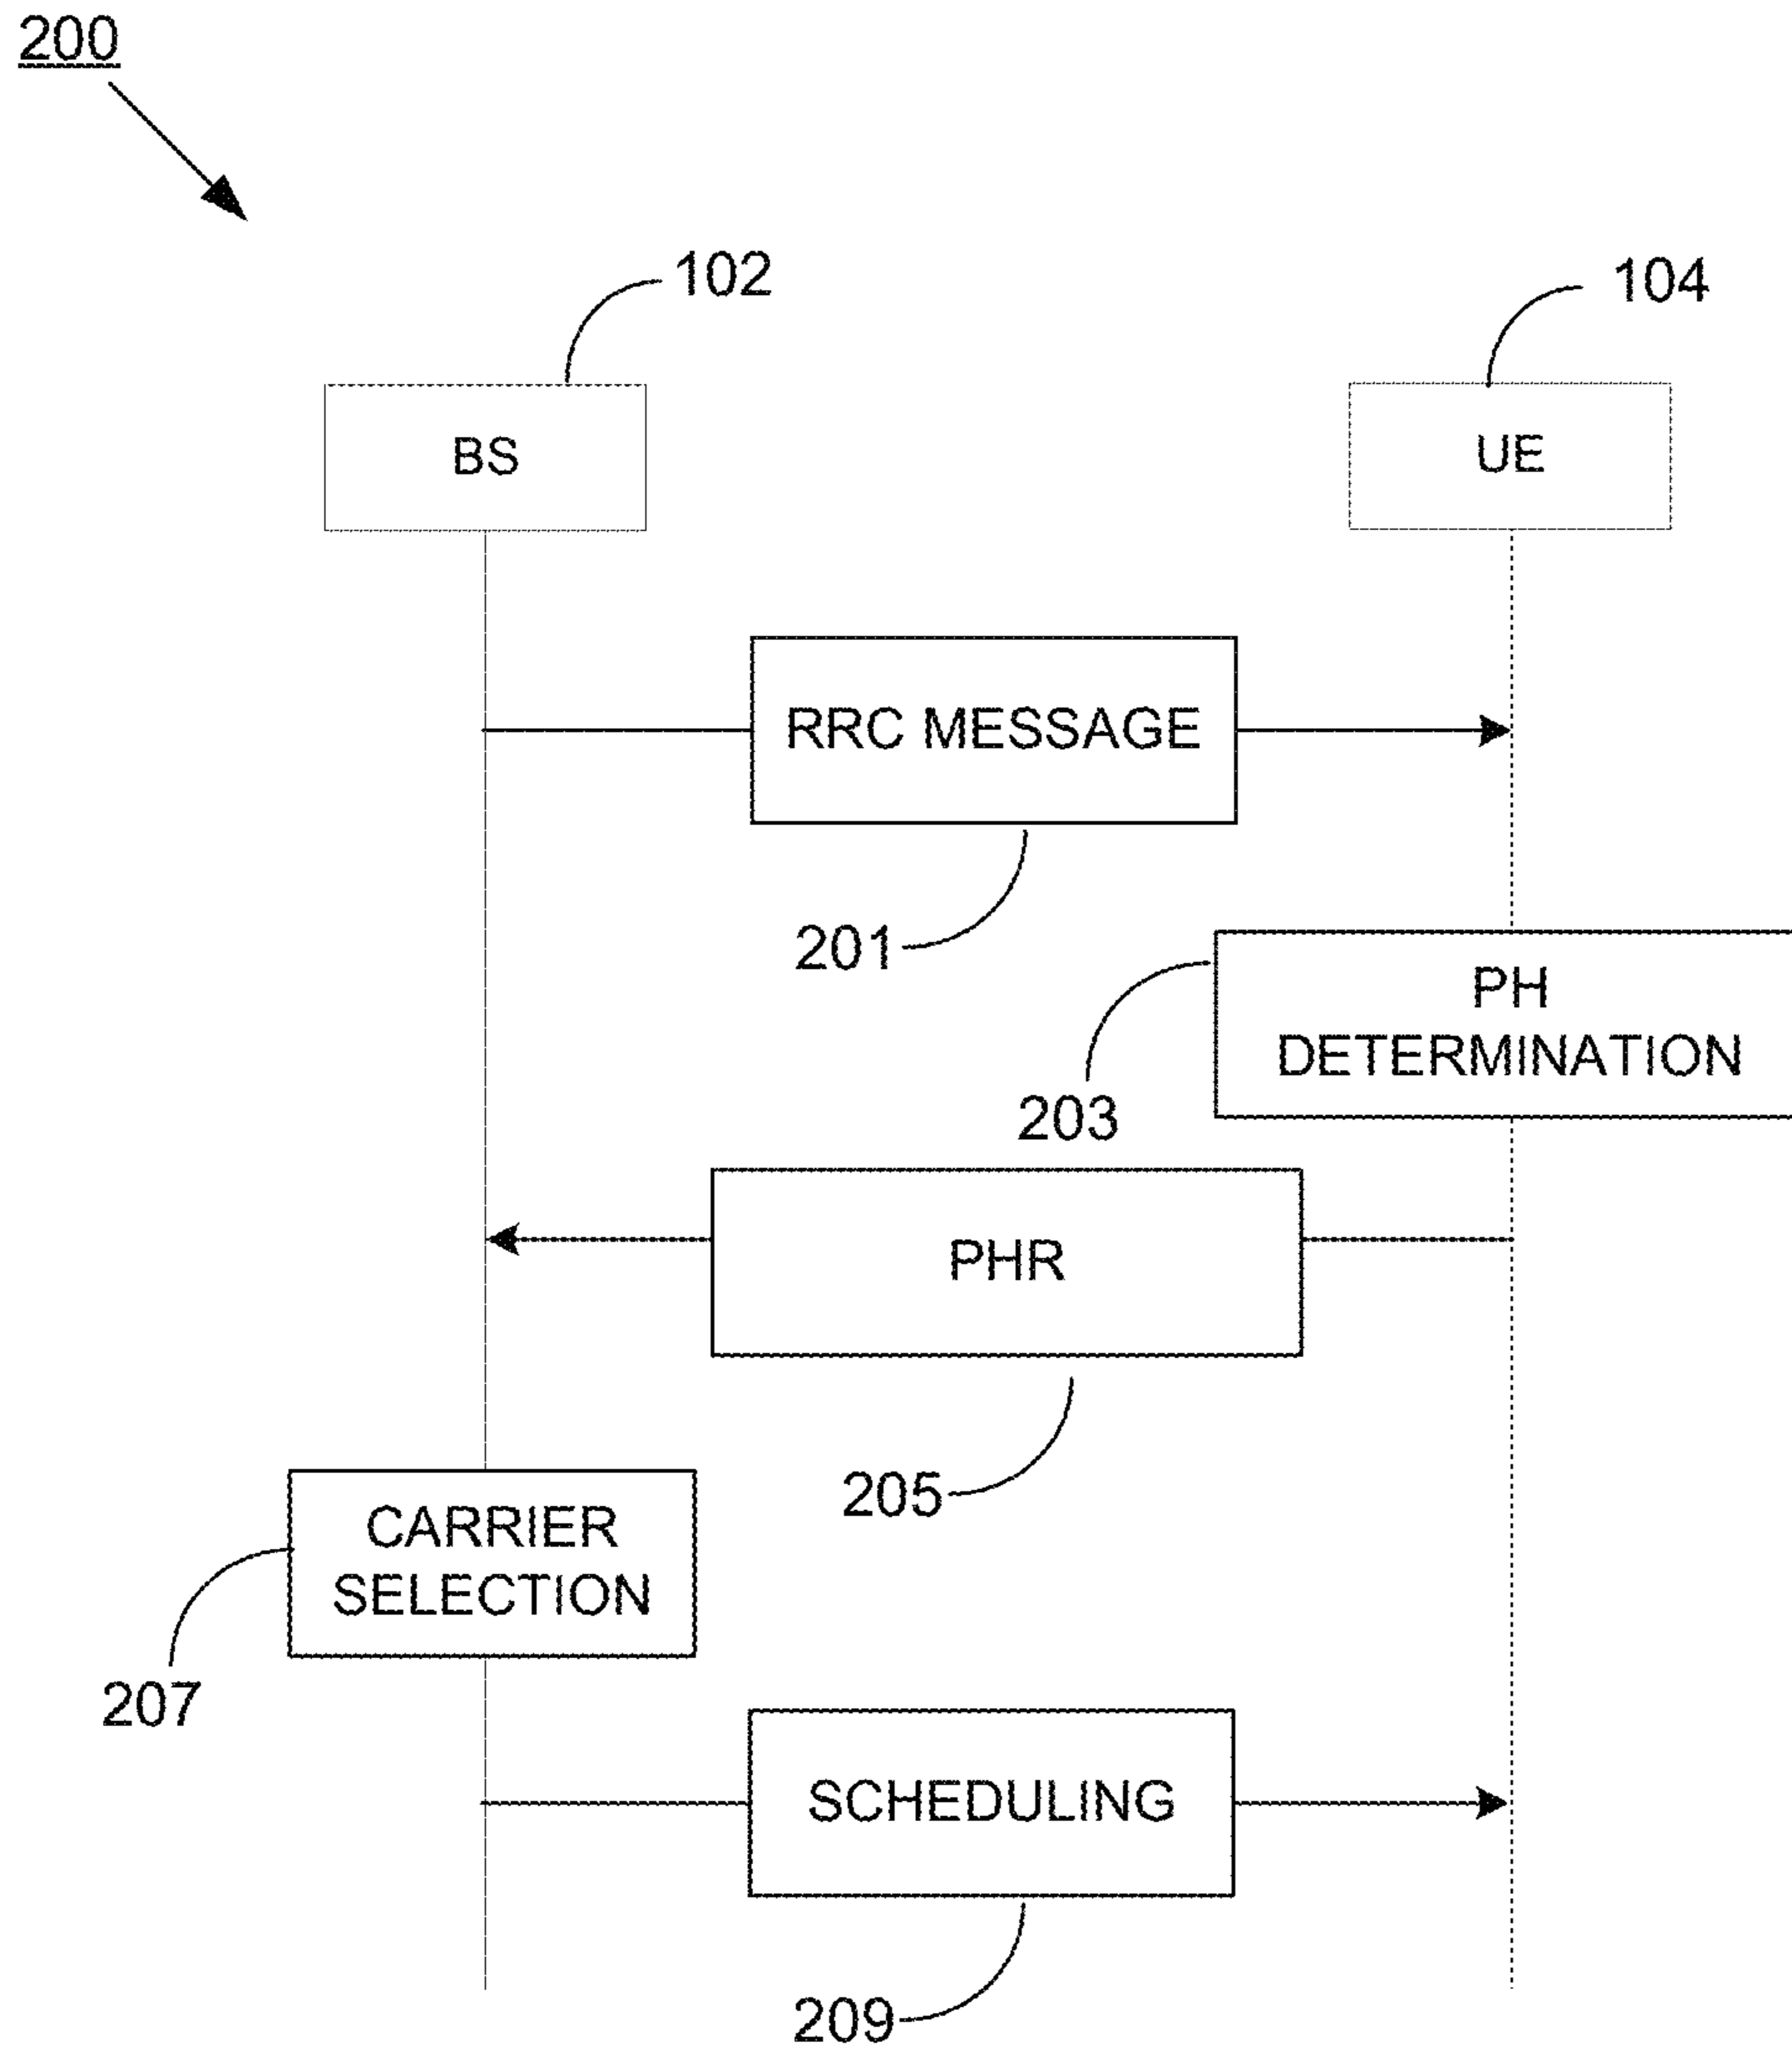 200
102
104
BS
UE
RRC MESSAGE
201
PH
DETERMINATION
203
PHR
205
CARRIER
SELECTION
207
SCHEDULING
209